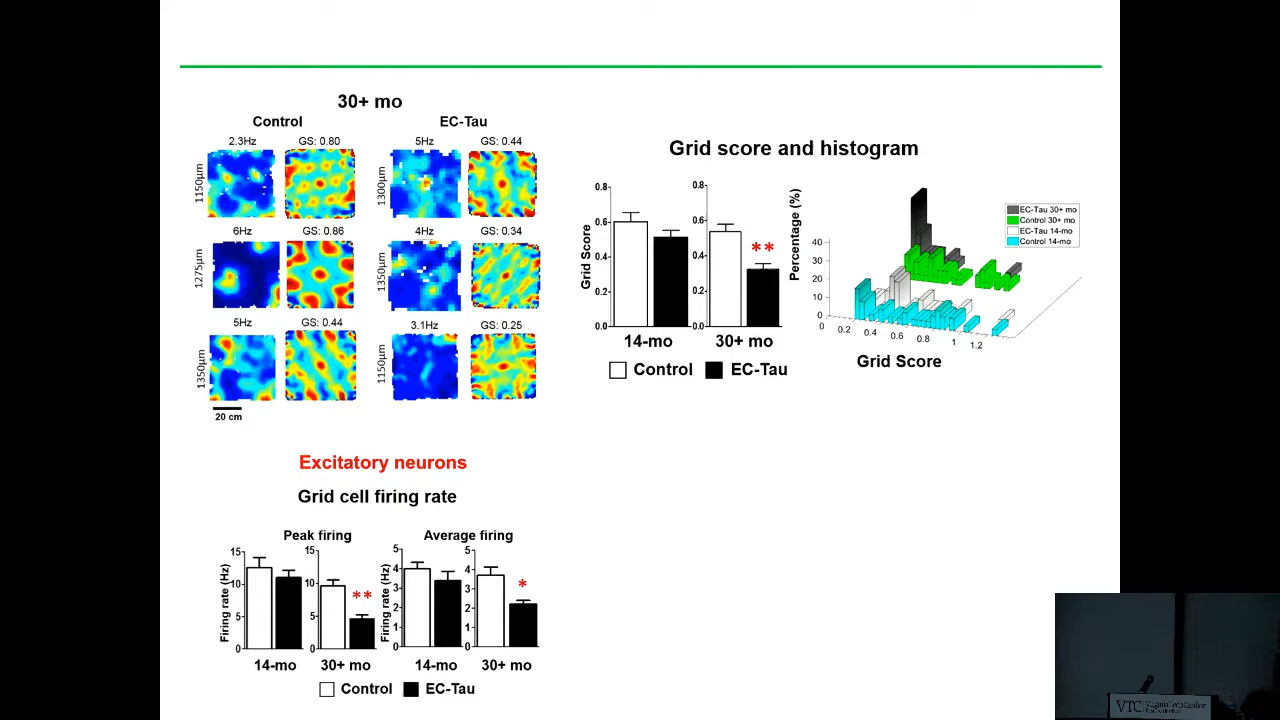 30+ mo
Control
EC-Tau
2.3Hz
GS: 0.80
5Hz
GS: 0.44
1150µm
1300µm
6Hz
GS: 0.86
4Hz
GS: 0.34
1275µm
1350µm
5Hz
GS: 0.44
3.1Hz
GS: 0.25
1350µm
1150µm
20 cm
Grid score and histogram
0.8
0.6
0.4
0.2
0.0
Grid Score
14-mo
0.8
0.6
0.4
0.2
0.0
**
30+ mo
Control
EC-Tau
Percentage (%)
40
30
20
10
0
0
0.2
0.4
0.6
0.8
1
1.2
Grid Score
EC-Tau 30+ mo
Control 30+ mo
EC-Tau 14-mo
Control 14-mo
Excitatory neurons
Grid cell firing rate
Peak firing
Average firing
15
10
5
0
Firing rate (Hz)
14-mo
15
10
5
0
**
30+ mo
5
4
3
2
1
0
Firing rate (Hz)
14-mo
5
4
3
2
1
0
*
30+ mo
Control
EC-Tau
VTC